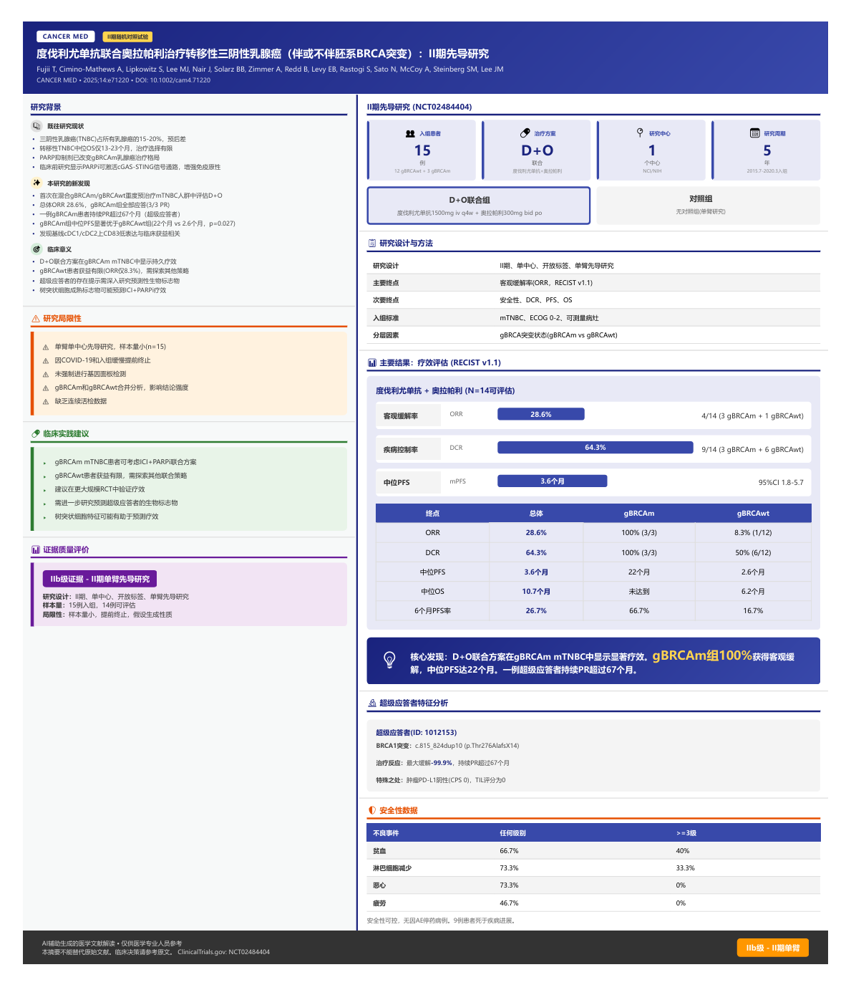 CANCER MED
II期随机对照试验
度伐利尤单抗联合奥拉帕利治疗转移性三阴性乳腺癌（伴或不伴胚系BRCA突变）：II期先导研究
Fujii T, Cimino-Mathews A, Lipkowitz S, Lee MJ, Nair J, Solarz BB, Zimmer A, Redd B, Levy EB, Rastogi S, Sato N, McCoy A, Steinberg SM, Lee JM
CANCER MED • 2025;14:e71220 • DOI: 10.1002/cam4.71220
研究背景
既往研究现状
• 三阴性乳腺癌(TNBC)占所有乳腺癌的15-20%，预后差
• 转移性TNBC中位OS仅13-23个月，治疗选择有限
• PARP抑制剂已改变gBRCAm乳腺癌治疗格局
• 临床前研究显示PARPi可激活cGAS-STING信号通路，增强免疫原性
本研究的新发现
• 首次在混合gBRCAm/gBRCAwt重度预治疗mTNBC人群中评估D+O
• 总体ORR 28.6%，gBRCAm组全部应答(3/3 PR)
• 一例gBRCAm患者持续PR超过67个月（超级应答者）
• gBRCAm组中位PFS显著优于gBRCAwt组(22个月 vs 2.6个月，p=0.027)
• 发现基线cDC1/cDC2上CD83低表达与临床获益相关
临床意义
• D+O联合方案在gBRCAm mTNBC中显示持久疗效
• gBRCAwt患者获益有限(ORR仅8.3%)，需探索其他策略
• 超级应答者的存在提示需深入研究预测性生物标志物
• 树突状细胞成熟标志物可能预测ICI+PARPi疗效
研究局限性
单臂单中心先导研究，样本量小(n=15)
因COVID-19和入组缓慢提前终止
未强制进行基因面板检测
gBRCAm和gBRCAwt合并分析，影响结论强度
缺乏连续活检数据
临床实践建议
▸ gBRCAm mTNBC患者可考虑ICI+PARPi联合方案
▸ gBRCAwt患者获益有限，需探索其他联合策略
▸ 建议在更大规模RCT中验证疗效
▸ 需进一步研究预测超级应答者的生物标志物
▸ 树突状细胞特征可能有助于预测疗效
证据质量评价
IIb级证据 - II期单臂先导研究
研究设计：II期、单中心、开放标签、单臂先导研究
样本量：15例入组，14例可评估
局限性：样本量小，提前终止，假设生成性质
II期先导研究 (NCT02484404)
入组患者
15
例
12 gBRCAwt + 3 gBRCAm
治疗方案
D+O
联合
度伐利尤单抗+奥拉帕利
研究中心
1
个中心
NCI/NIH
研究周期
5
年
2015.7-2020.3入组
D+O联合组
度伐利尤单抗1500mg iv q4w + 奥拉帕利300mg bid po
对照组
无对照组(单臂研究)
研究设计与方法
研究设计 II期、单中心、开放标签、单臂先导研究
主要终点 客观缓解率(ORR，RECIST v1.1)
次要终点 安全性、DCR、PFS、OS
入组标准 mTNBC、ECOG 0-2、可测量病灶
分层因素 gBRCA突变状态(gBRCAm vs gBRCAwt)
主要结果：疗效评估 (RECIST v1.1)
度伐利尤单抗 + 奥拉帕利 (N=14可评估)
客观缓解率 ORR 28.6% 4/14 (3 gBRCAm + 1 gBRCAwt)
疾病控制率 DCR 64.3% 9/14 (3 gBRCAm + 6 gBRCAwt)
中位PFS mPFS 3.6个月 95%CI 1.8-5.7
终点 总体 gBRCAm gBRCAwt
ORR 28.6% 100% (3/3) 8.3% (1/12)
DCR 64.3% 100% (3/3) 50% (6/12)
中位PFS 3.6个月 22个月 2.6个月
中位OS 10.7个月 未达到 6.2个月
6个月PFS率 26.7% 66.7% 16.7%
核心发现：D+O联合方案在gBRCAm mTNBC中显示显著疗效。gBRCAm组100%获得客观缓
解，中位PFS达22个月。一例超级应答者持续PR超过67个月。
超级应答者特征分析
超级应答者(ID: 1012153)
BRCA1突变：c.815_824dup10 (p.Thr276AlafsX14)
治疗反应：最大缓解-99.9%，持续PR超过67个月
特殊之处：肿瘤PD-L1阴性(CPS 0)，TIL评分为0
安全性数据
不良事件 任何级别 >=3级
贫血 66.7% 40%
淋巴细胞减少 73.3% 33.3%
恶心 73.3% 0%
疲劳 46.7% 0%
安全性可控，无因AE停药病例。9例患者死于疾病进展。
AI辅助生成的医学文献解读 • 仅供医学专业人员参考
本摘要不能替代原始文献。临床决策请参考原文。 ClinicalTrials.gov: NCT02484404
IIb级 - II期单臂